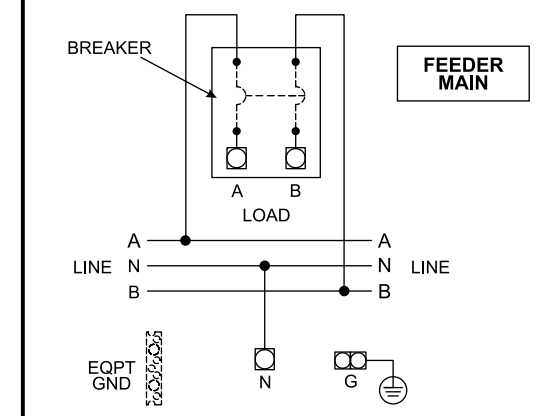 BREAKER
FEEDER
MAIN
A B
LOAD
A A
LINE N N LINE
B B
EQPT
GND
N
G